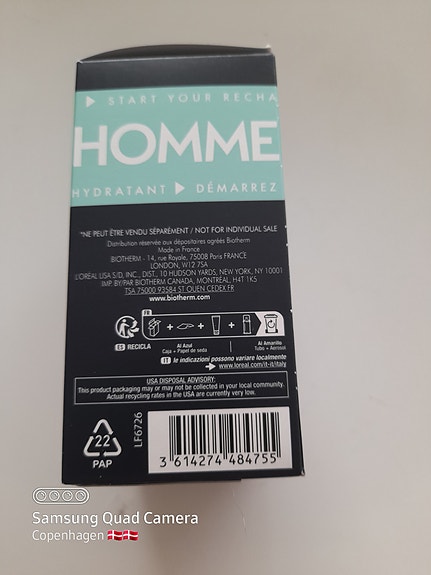 START YOUR RECHA
HOMME
HYDRATANT ▶ DÉMARREZ
*NE PEUT ÊTRE VENDU SÉPARÉMENT / NOT FOR INDIVIDUAL SALE
Distribution réservée aux dépositaires agréés Biotherm
Made in France
BIOTHERM - 14, rue Royale, 75008 Paris FRANCE
LONDON, W12 7SA
L'ORÉAL USA S/D, INC., DIST., 10 HUDSON YARDS, NEW YORK, NY 10001
IMP. BY/PAR BIOTHERM CANADA, MONTRÉAL, H4T 1K5
TSA 75000 93584 ST OUEN CEDEX FR
www.biotherm.com
FR
+ + +
ES RECICLA
Al Azul
Caja + Papel de seda
Al Amarillo
Tubo + Aerosol
IT le indicazioni possono variare localmente
www.loreal.com/it-it/italy
USA DISPOSAL ADVISORY:
This product packaging may or may not be collected in your local community.
Actual recycling rates in the USA are currently very low.
22
PAP
LF6726
3 614274 484755
Samsung Quad Camera
Copenhagen 🇩🇰🇩🇰